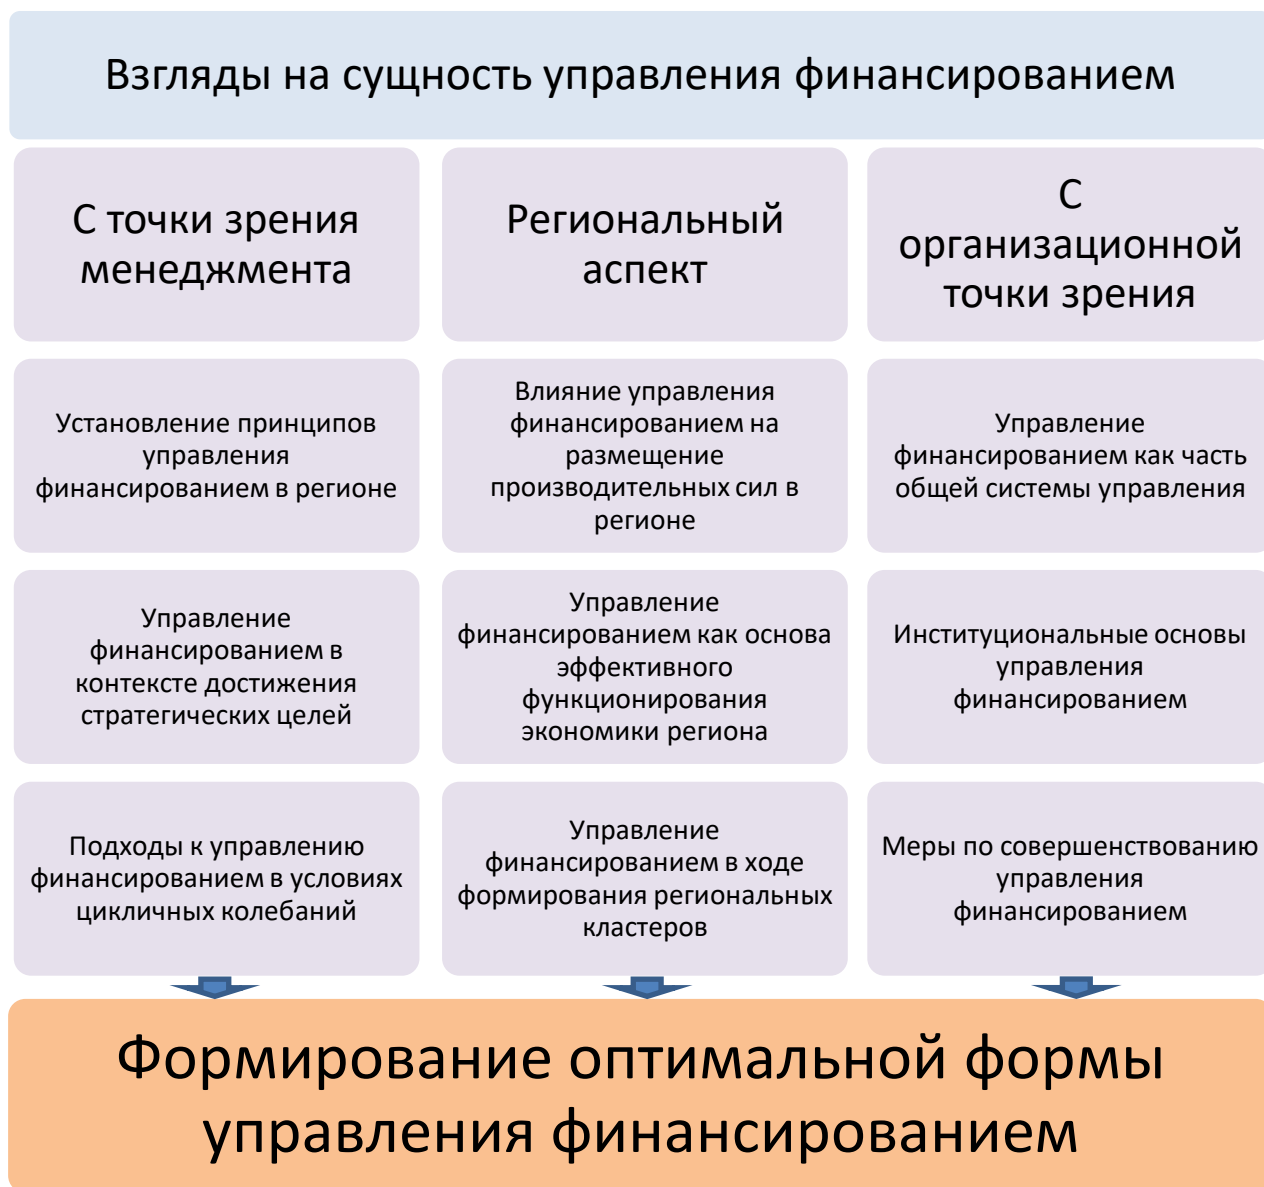 Взгляды на сущность управления финансированием
С точки зрения
менеджмента
Региональный
аспект
С
организационной
точки зрения
Установление принципов
управления
финансированием в регионе
Влияние управления
финансированием на
размещение
производительных сил в
регионе
Управление
финансированием как часть
общей системы управления
Управление
финансированием в
контексте достижения
стратегических целей
Управление
финансированием как основа
эффективного
функционирования
экономики региона
Институциональные основы
управления
финансированием
Подходы к управлению
финансированием в условиях
цикличных колебаний
Управление
финансированием в ходе
формирования региональных
кластеров
Меры по совершенствованию
управления
финансированием
Формирование оптимальной формы
управления финансированием